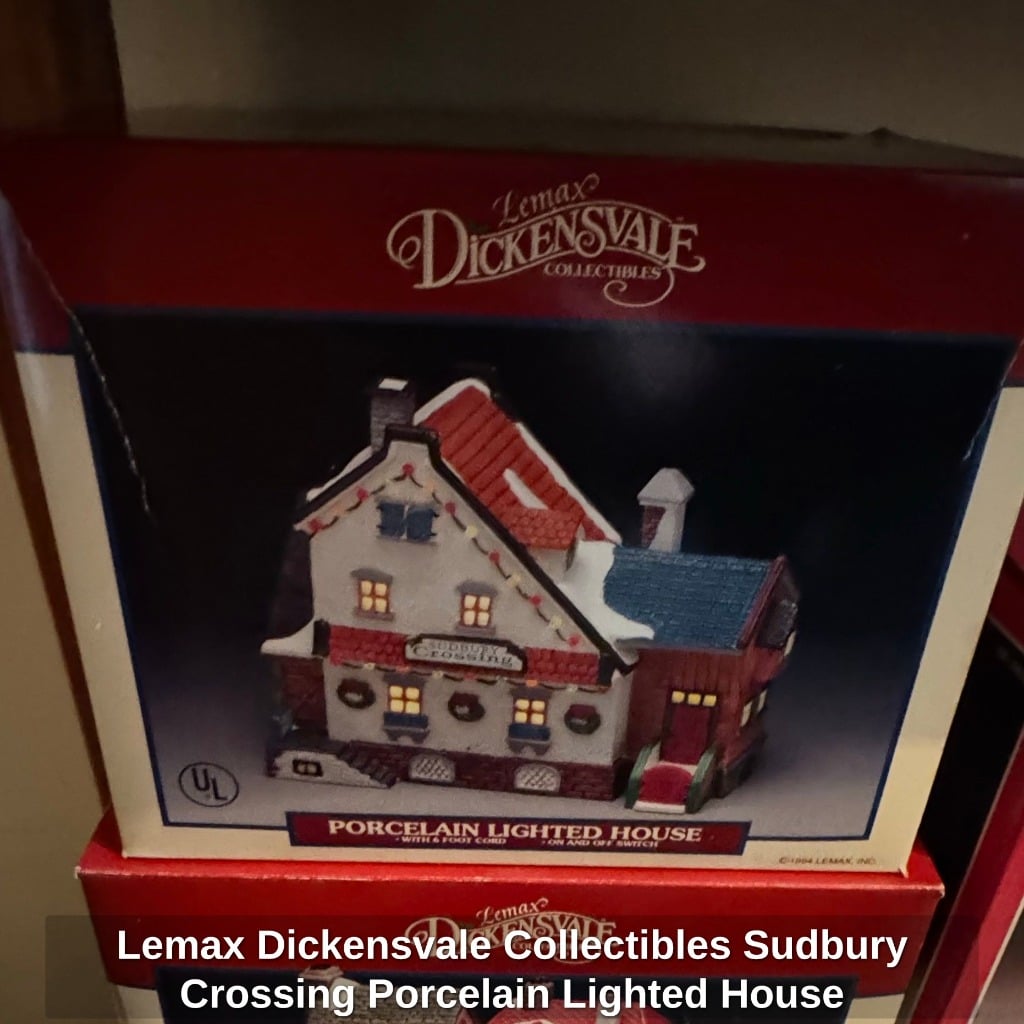 Lemax
DICKENSVALE
COLLECTIBLES
SUDBURY
Crossing
UL
PORCELAIN LIGHTED HOUSE
· WITH 6 FOOT CORD · ON AND OFF SWITCH
© 1994 LEMAX, INC.
Lemax
DICKENSVALE
Lemax Dickensvale Collectibles Sudbury
Crossing Porcelain Lighted House